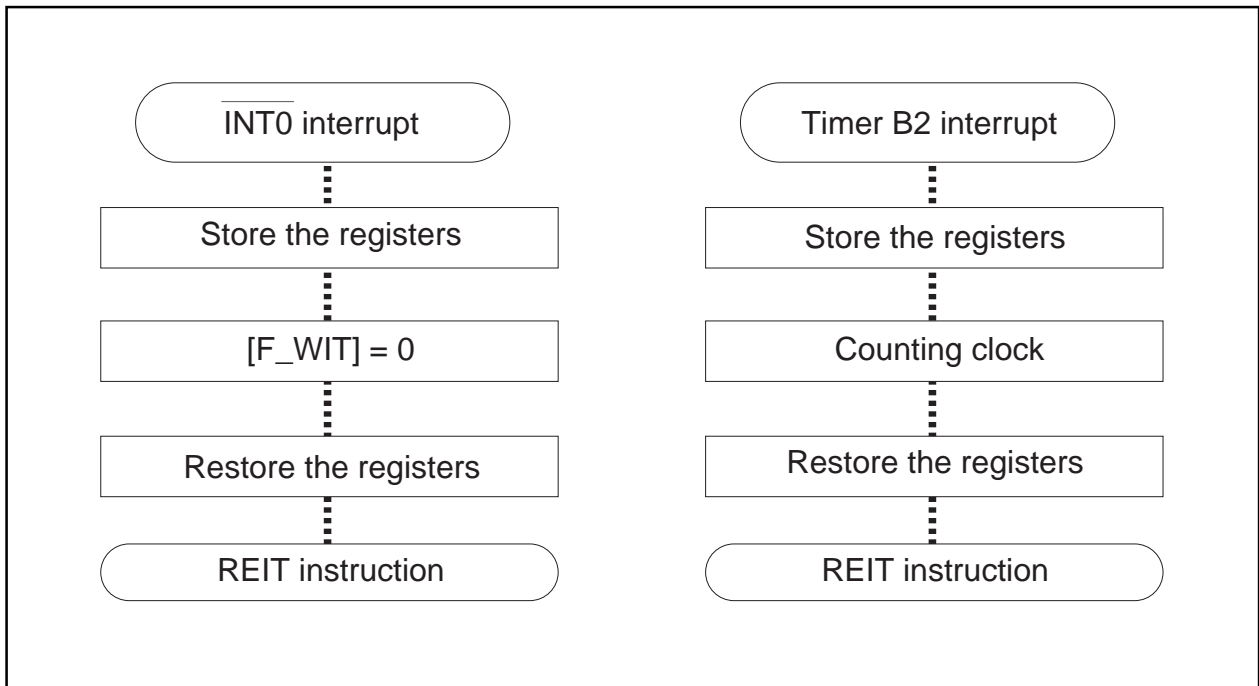 INT0 interrupt
Store the registers
[F_WIT] = 0
Restore the registers
REIT instruction
Timer B2 interrupt
Store the registers
Counting clock
Restore the registers
REIT instruction